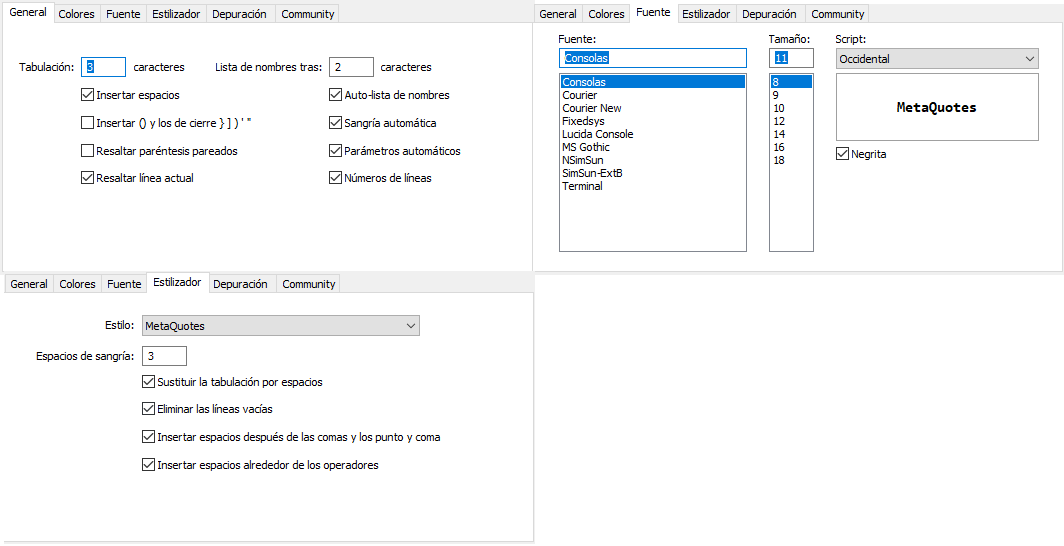 General Colores Fuente Estilizador Depuración Community
Tabulación: 3 caracteres Lista de nombres tras: 2 caracteres
Insertar espacios Auto-lista de nombres
Insertar () y los de cierre } ] ) ' " Sangría automática
Resaltar paréntesis pareados Parámetros automáticos
Resaltar línea actual Números de líneas
General Colores Fuente Estilizador Depuración Community
Fuente: Tamaño: Script:
Consolas 11 Occidental
Consolas 8
Courier 9
Courier New 10
Fixedsys 12
Lucida Console 14
MS Gothic 16
NSimSun 18
SimSun-ExtB
Terminal
MetaQuotes
Negrita
General Colores Fuente Estilizador Depuración Community
Estilo: MetaQuotes
Espacios de sangría: 3
Sustituir la tabulación por espacios
Eliminar las líneas vacías
Insertar espacios después de las comas y los punto y coma
Insertar espacios alrededor de los operadores